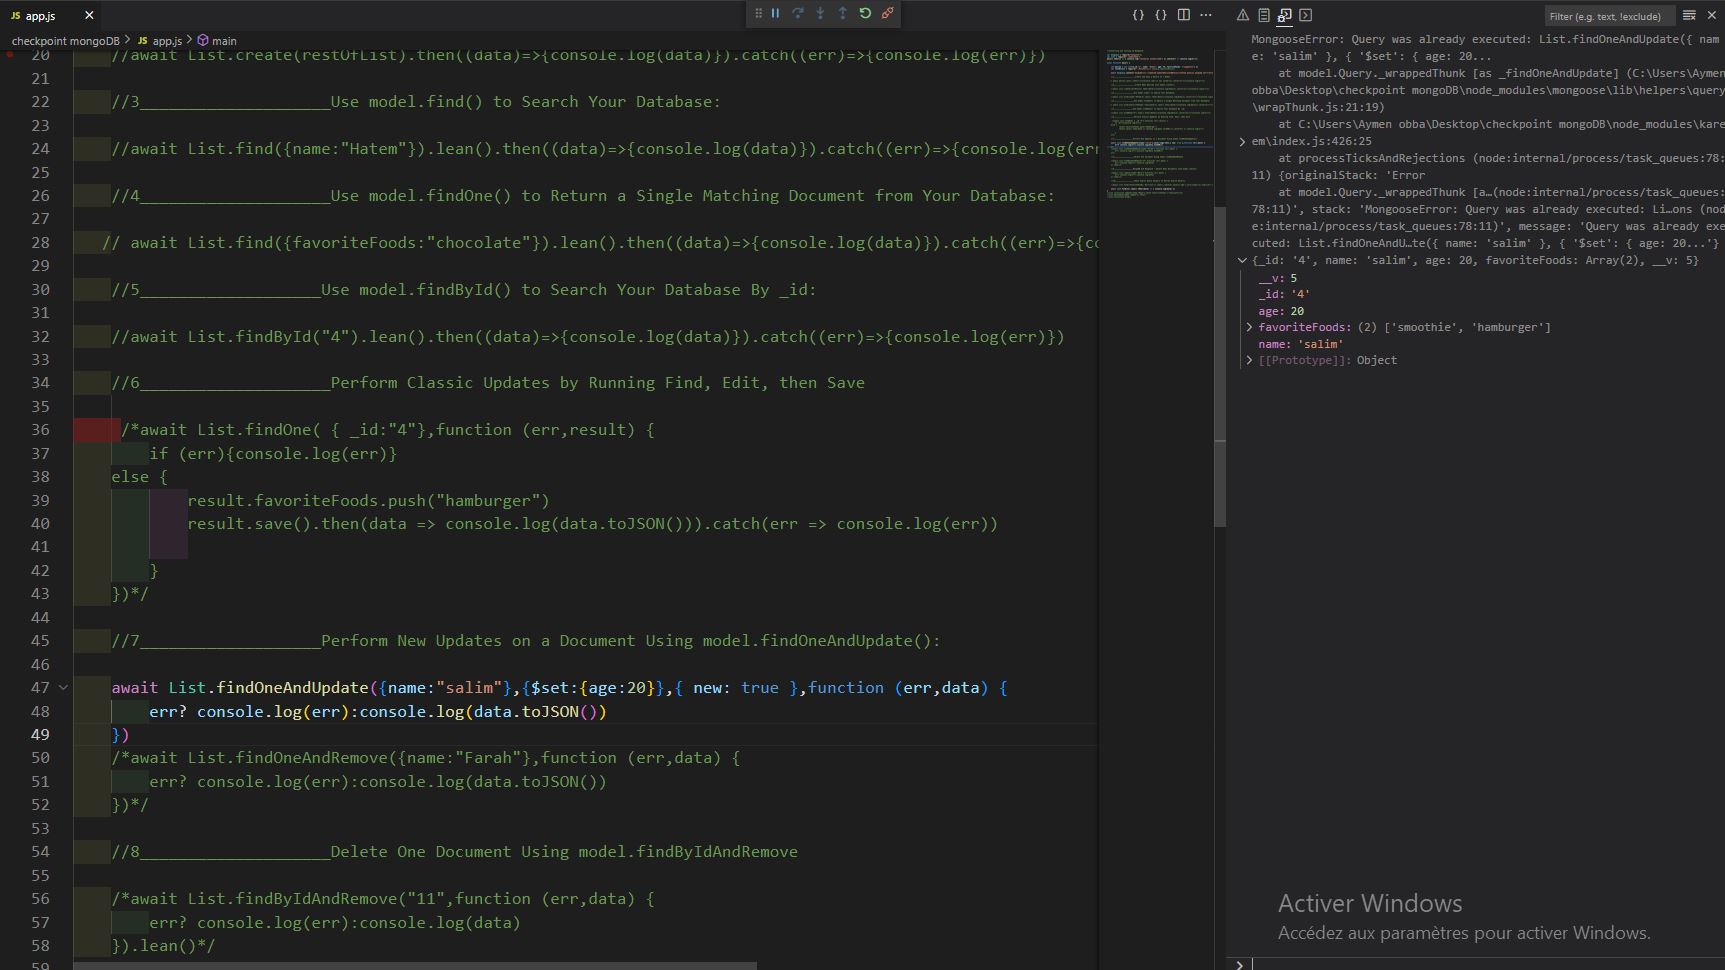 JS app.js
Filter (e.g. text, !exclude)
checkpoint mongoDB > JS app.js > main
20 //await List.create(restOfList).then((data)=>{console.log(data)}).catch((err)=>{console.log(err)})
21
22 //3____________________Use model.find() to Search Your Database:
23
24 //await List.find({name:"Hatem"}).lean().then((data)=>{console.log(data)}).catch((err)=>{console.log(err
25
26 //4____________________Use model.findOne() to Return a Single Matching Document from Your Database:
27
28 // await List.find({favoriteFoods:"chocolate"}).lean().then((data)=>{console.log(data)}).catch((err)=>{co
29
30 //5___________________Use model.findById() to Search Your Database By _id:
31
32 //await List.findById("4").lean().then((data)=>{console.log(data)}).catch((err)=>{console.log(err)})
33
34 //6____________________Perform Classic Updates by Running Find, Edit, then Save
35
36 /*await List.findOne( { _id:"4"},function (err,result) {
37 if (err){console.log(err)}
38 else {
39 result.favoriteFoods.push("hamburger")
40 result.save().then(data => console.log(data.toJSON())).catch(err => console.log(err))
41
42 }
43 })*/
44
45 //7___________________Perform New Updates on a Document Using model.findOneAndUpdate():
46
47 await List.findOneAndUpdate({name:"salim"},{$set:{age:20}},{ new: true },function (err,data) {
48 err? console.log(err):console.log(data.toJSON())
49 })
50 /*await List.findOneAndRemove({name:"Farah"},function (err,data) {
51 err? console.log(err):console.log(data.toJSON())
52 })*/
53
54 //8____________________Delete One Document Using model.findByIdAndRemove
55
56 /*await List.findByIdAndRemove("11",function (err,data) {
57 err? console.log(err):console.log(data)
58 }).lean()*/
59
MongooseError: Query was already executed: List.findOneAndUpdate({ nam
e: 'salim' }, { '$set': { age: 20...
at model.Query._wrappedThunk [as _findOneAndUpdate] (C:\Users\Aymen
obba\Desktop\checkpoint mongoDB\node_modules\mongoose\lib\helpers\query
\wrapThunk.js:21:19)
at C:\Users\Aymen obba\Desktop\checkpoint mongoDB\node_modules\kare
em\index.js:426:25
at processTicksAndRejections (node:internal/process/task_queues:78:
11) {originalStack: 'Error
at model.Query._wrappedThunk [a…(node:internal/process/task_queues:
78:11)', stack: 'MongooseError: Query was already executed: Li…ons (nod
e:internal/process/task_queues:78:11)', message: 'Query was already exe
cuted: List.findOneAndU…te({ name: 'salim' }, { '$set': { age: 20...'}
{_id: '4', name: 'salim', age: 20, favoriteFoods: Array(2), __v: 5}
__v: 5
_id: '4'
age: 20
favoriteFoods: (2) ['smoothie', 'hamburger']
name: 'salim'
[[Prototype]]: Object
Activer Windows
Accédez aux paramètres pour activer Windows.